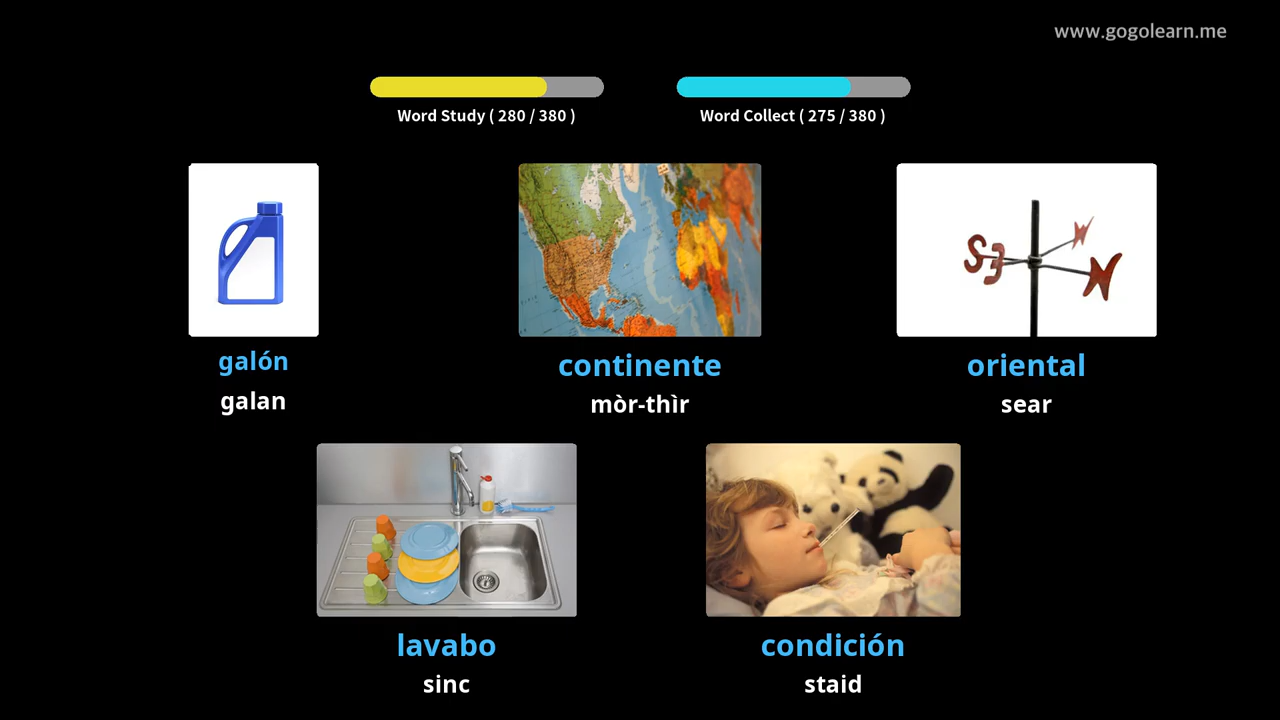 www.gogolearn.me
Word Study ( 280 / 380 )
Word Collect ( 275 / 380 )
galón
galan
continente
mòr-thìr
S
E
N
W
oriental
sear
lavabo
sinc
condición
staid